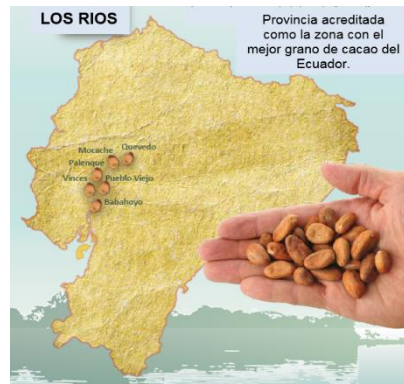 LOS RIOS
Provincia acreditada
como la zona con el
mejor grano de cacao del
Ecuador.
Mocache
Quevedo
Palenque
Vinces
Pueblo Viejo
Babahoyo